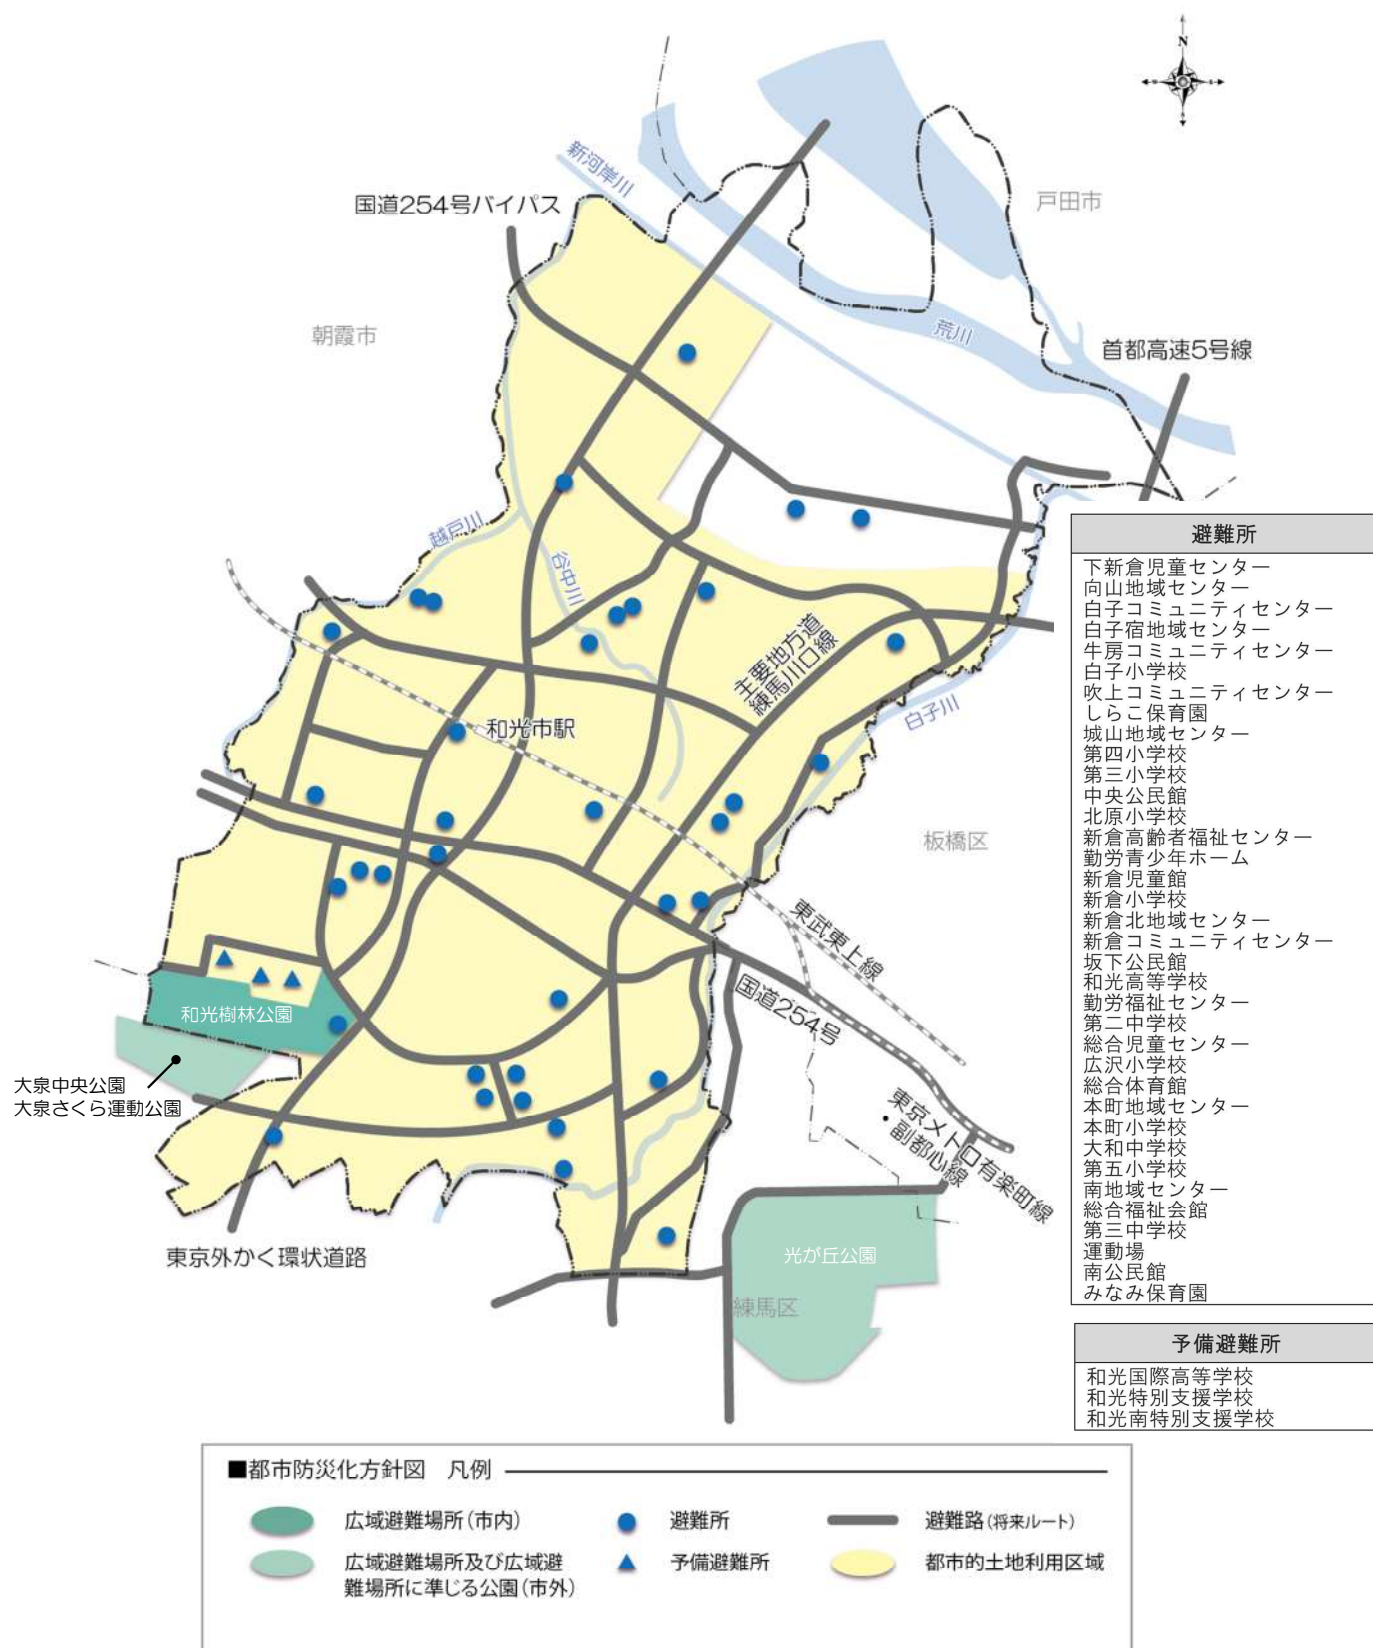 N
新河岸川
国道254号バイパス
戸田市
朝霞市
荒川
首都高速5号線
越戸川
谷中川
主要地方道
練馬川口線
白子川
和光市駅
板橋区
東武東上線
国道254号
和光樹林公園
大泉中央公園
大泉さくら運動公園
東京メトロ有楽町線
・副都心線
東京外かく環状道路
光が丘公園
練馬区
避難所
下新倉児童センター
向山地域センター
白子コミュニティセンター
白子宿地域センター
牛房コミュニティセンター
白子小学校
吹上コミュニティセンター
しらこ保育園
城山地域センター
第四小学校
第三小学校
中央公民館
北原小学校
新倉高齢者福祉センター
勤労青少年ホーム
新倉児童館
新倉小学校
新倉北地域センター
新倉コミュニティセンター
坂下公民館
和光高等学校
勤労福祉センター
第二中学校
総合児童センター
広沢小学校
総合体育館
本町地域センター
本町小学校
大和中学校
第五小学校
南地域センター
総合福祉会館
第三中学校
運動場
南公民館
みなみ保育園
予備避難所
和光国際高等学校
和光特別支援学校
和光南特別支援学校
■都市防災化方針図 凡例
広域避難場所(市内)
避難所
避難路(将来ルート)
広域避難場所及び広域避
難場所に準じる公園(市外)
予備避難所
都市的土地利用区域